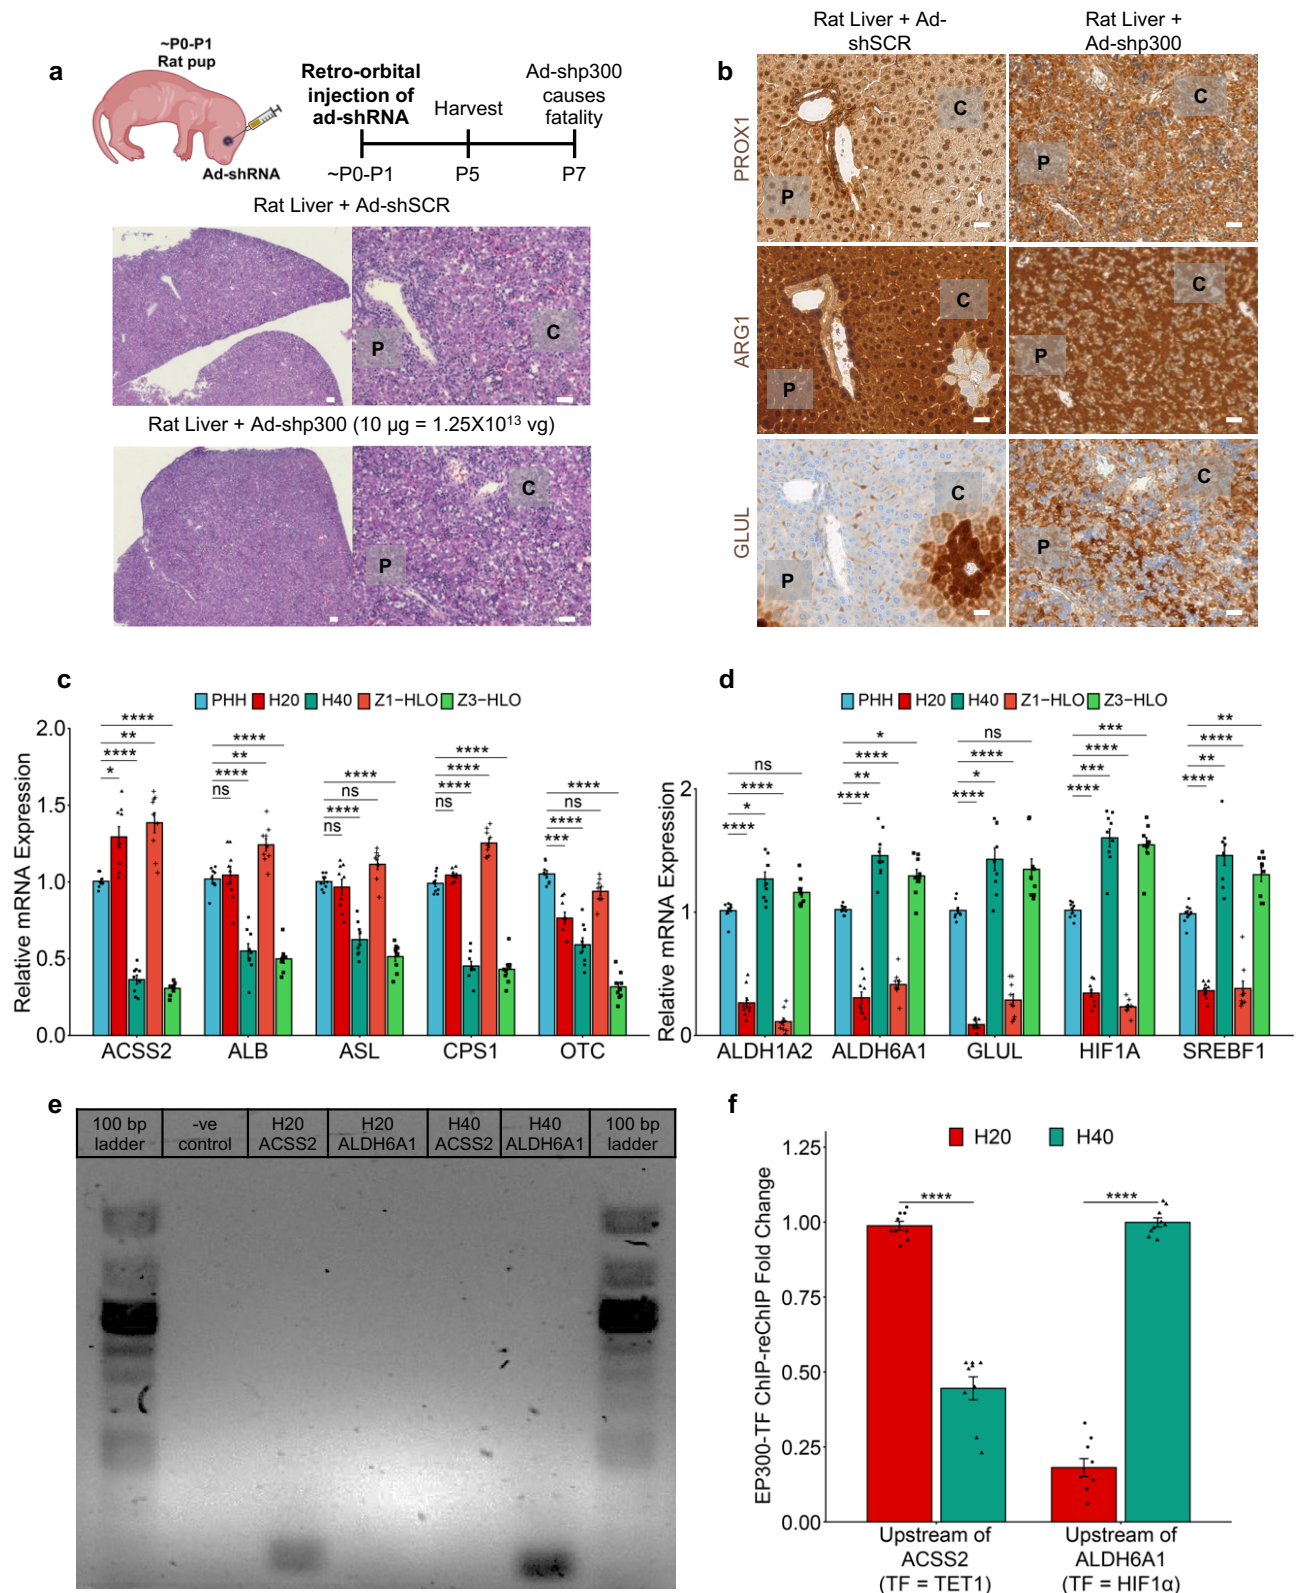 a
~P0-P1
Rat pup
Ad-shRNA
Retro-orbital
injection of
ad-shRNA
Harvest
Ad-shp300
causes
fatality
~P0-P1
P5
P7
Rat Liver + Ad-shSCR
P
C
Rat Liver + Ad-shp300 (10 µg = 1.25X10¹³ vg)
C
P
b
Rat Liver + Ad-
shSCR
Rat Liver +
Ad-shp300
PROX1
C
P
C
P
ARG1
C
P
C
P
GLUL
C
P
C
P
c
PHH H20 H40 Z1-HLO Z3-HLO
Relative mRNA Expression
2.0
1.5
1.0
0.5
0.0
****
**
****
*
****
**
****
ns
****
ns
****
ns
****
****
****
ns
****
ns
****
***
ACSS2 ALB ASL CPS1 OTC
d
PHH H20 H40 Z1-HLO Z3-HLO
Relative mRNA Expression
2
1
0
ns
****
*
****
*
****
**
****
ns
****
*
****
***
****
***
****
**
****
**
****
ALDH1A2 ALDH6A1 GLUL HIF1A SREBF1
e
100 bp
ladder
-ve
control
H20
ACSS2
H20
ALDH6A1
H40
ACSS2
H40
ALDH6A1
100 bp
ladder
f
H20 H40
EP300-TF ChIP-reChIP Fold Change
1.25
1.00
0.75
0.50
0.25
0.00
****
****
Upstream of
ACSS2
(TF = TET1)
Upstream of
ALDH6A1
(TF = HIF1α)